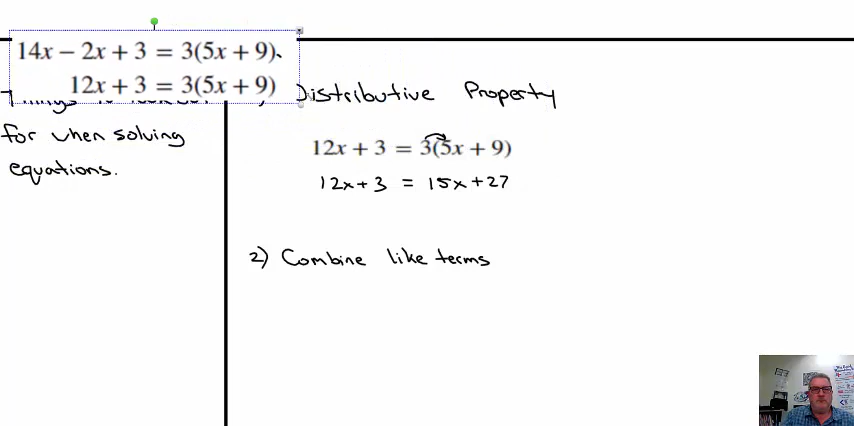 14x − 2x + 3 = 3(5x + 9)
12x + 3 = 3(5x + 9)
for when solving
equations.
Distributive Property
12x + 3 = 3(5x + 9)
12x+3 = 15x+27
2) Combine like terms